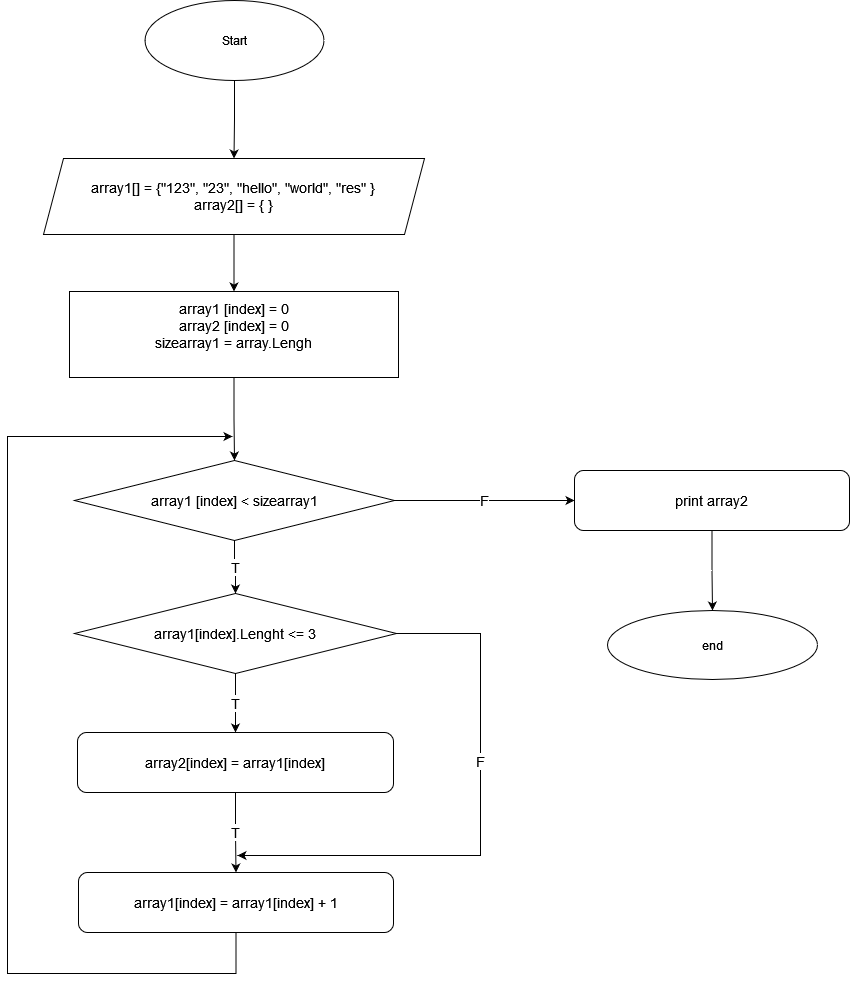 Start
array1[] = {"123", "23", "hello", "world", "res" }
array2[] = { }
array1 [index] = 0
array2 [index] = 0
sizearray1 = array.Lengh
array1 [index] < sizearray1
F
print array2
T
array1[index].Lenght <= 3
end
T
array2[index] = array1[index]
F
T
array1[index] = array1[index] + 1